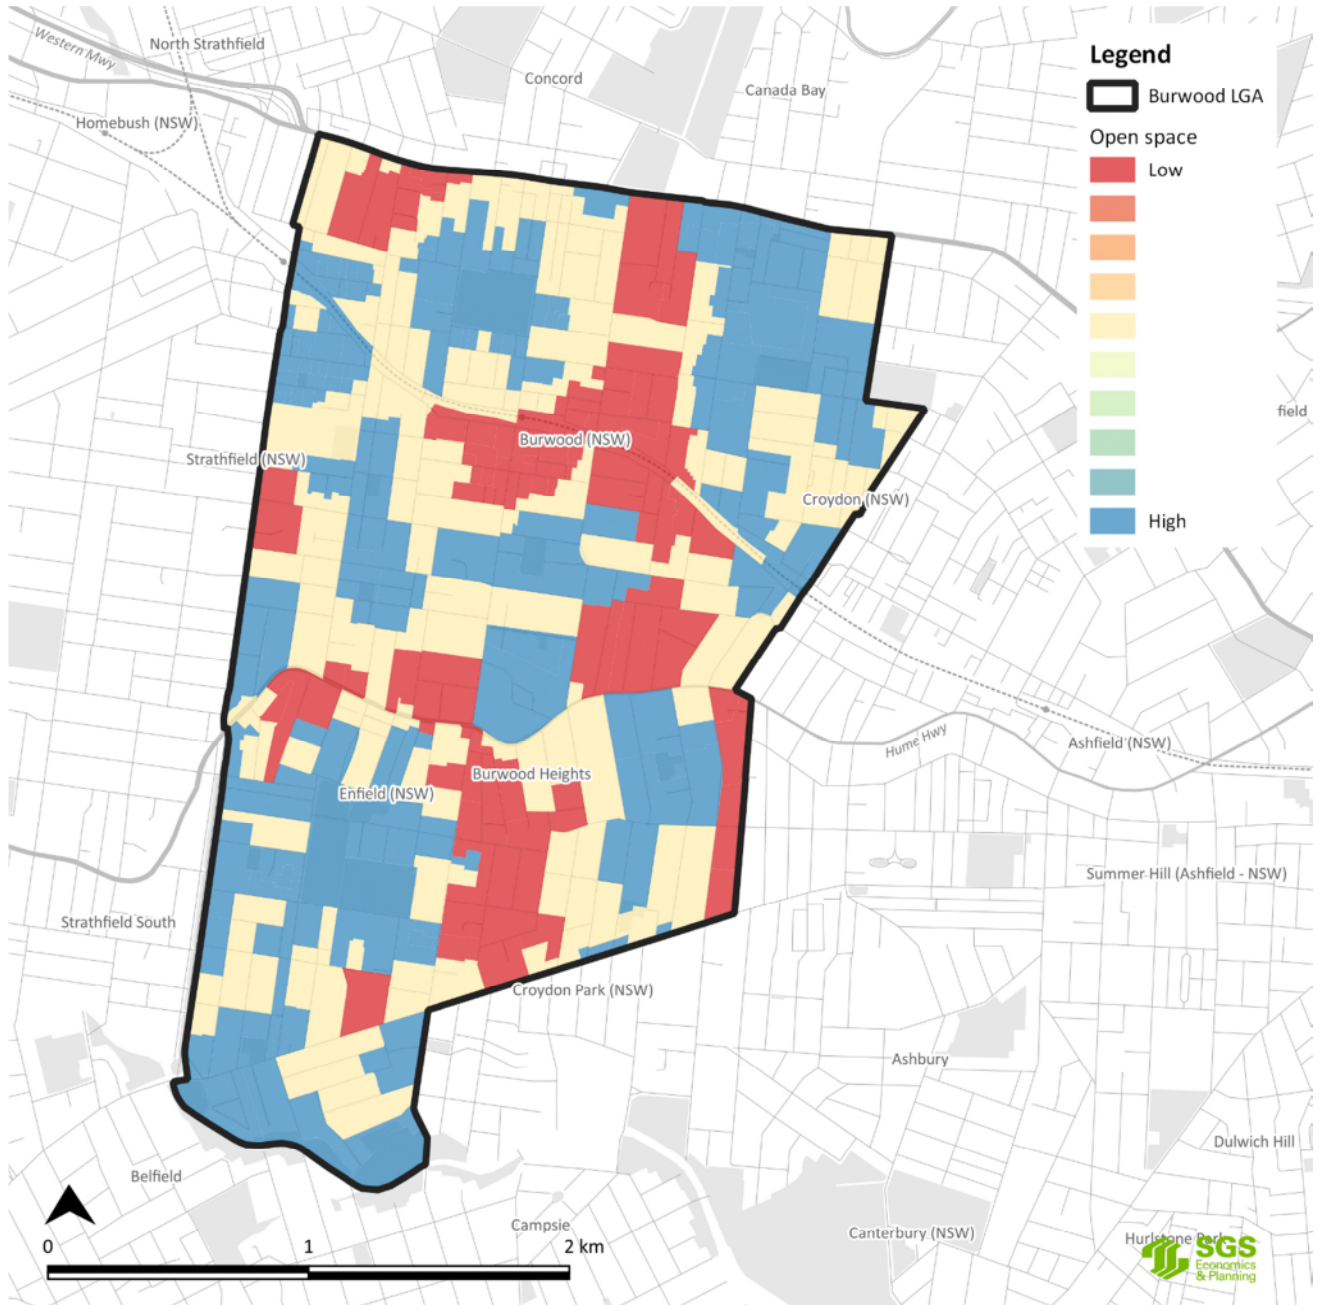 North Strathfield
Western Mwy
Concord
Canada Bay
Homebush (NSW)
Legend
Burwood LGA
Open space
Low
High
field
Burwood (NSW)
Strathfield (NSW)
Croydon (NSW)
Hume Hwy
Ashfield (NSW)
Burwood Heights
Enfield (NSW)
Summer Hill (Ashfield - NSW)
Strathfield South
Croydon Park (NSW)
Ashbury
Dulwich Hill
Belfield
Campsie
Canterbury (NSW)
Hurlstone Park
0 1 2 km
SGS
Economics
& Planning